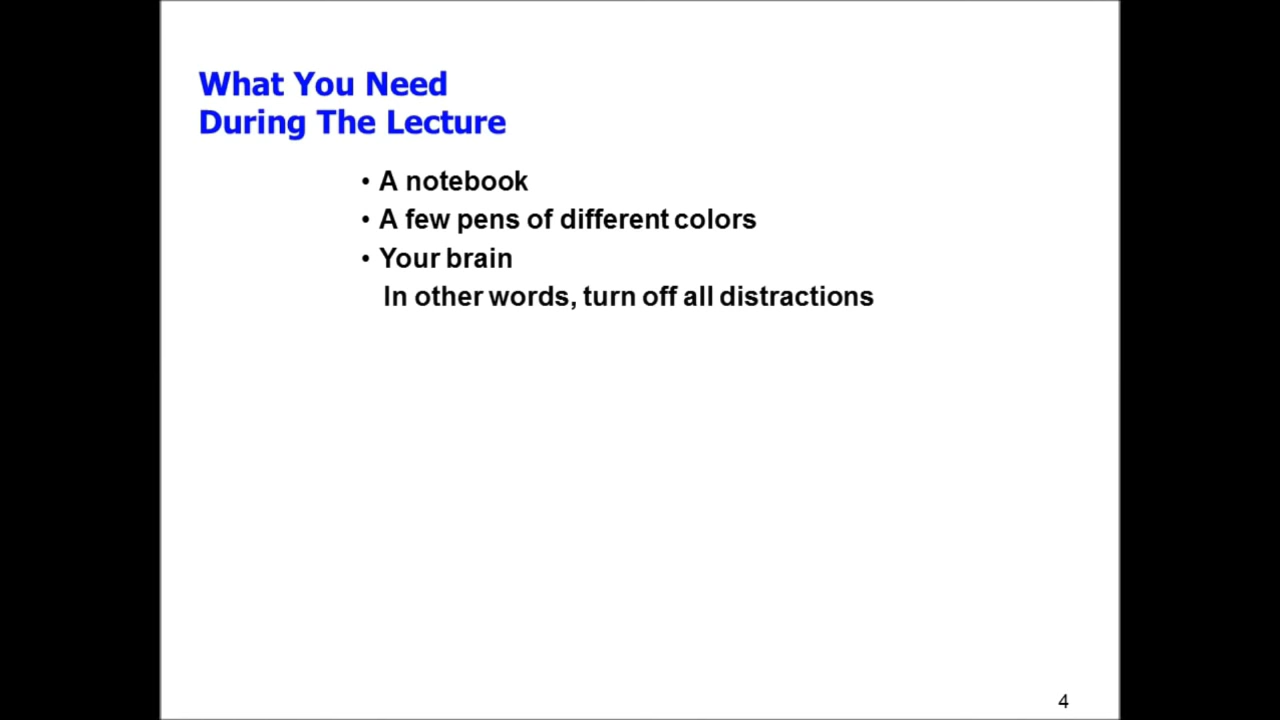 What You Need
During The Lecture
• A notebook
• A few pens of different colors
• Your brain
In other words, turn off all distractions
4